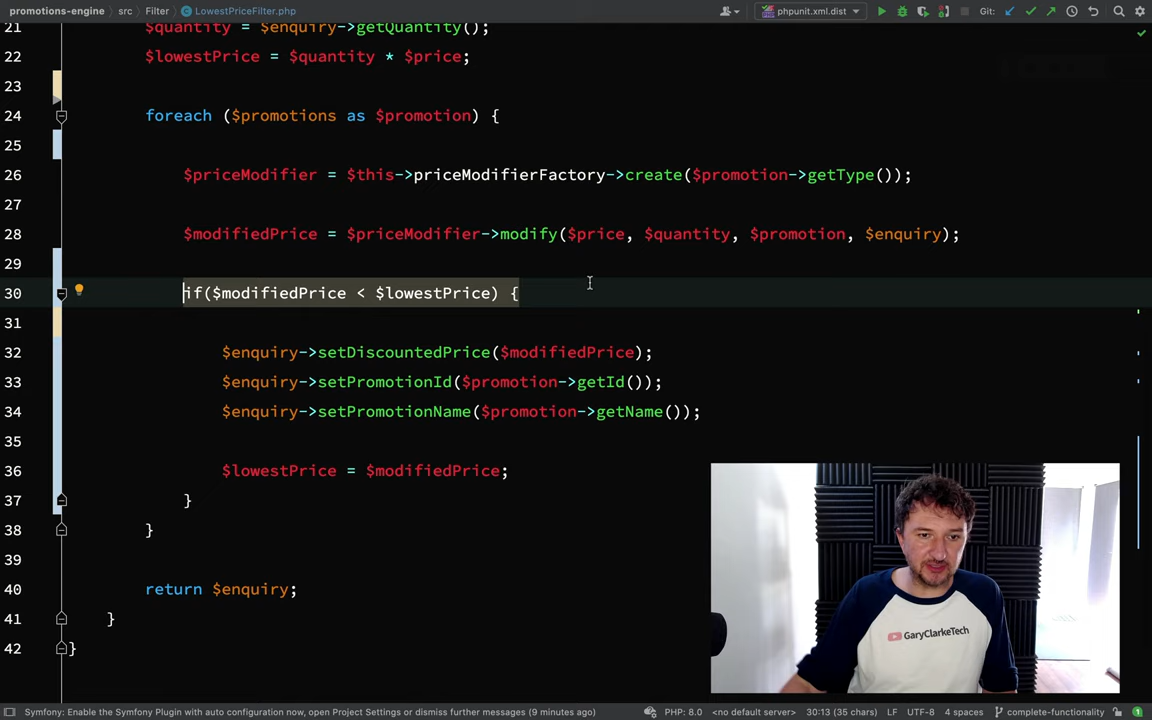 promotions-engine src Filter LowestPriceFilter.php phpunit.xml.dist Git:
21 $quantity = $enquiry->getQuantity();
22 $lowestPrice = $quantity * $price;
23
24 foreach ($promotions as $promotion) {
25
26 $priceModifier = $this->priceModifierFactory->create($promotion->getType());
27
28 $modifiedPrice = $priceModifier->modify($price, $quantity, $promotion, $enquiry);
29
30 if($modifiedPrice < $lowestPrice) {
31
32 $enquiry->setDiscountedPrice($modifiedPrice);
33 $enquiry->setPromotionId($promotion->getId());
34 $enquiry->setPromotionName($promotion->getName());
35
36 $lowestPrice = $modifiedPrice;
37 }
38 }
39
40 return $enquiry;
41 }
42 }
GaryClarkeTech
Symfony: Enable the Symfony Plugin with auto configuration now, open Project Settings or dismiss further messages (9 minutes ago) PHP: 8.0 <no default server> 30:13 (35 chars) LF UTF-8 4 spaces complete-functionality 1